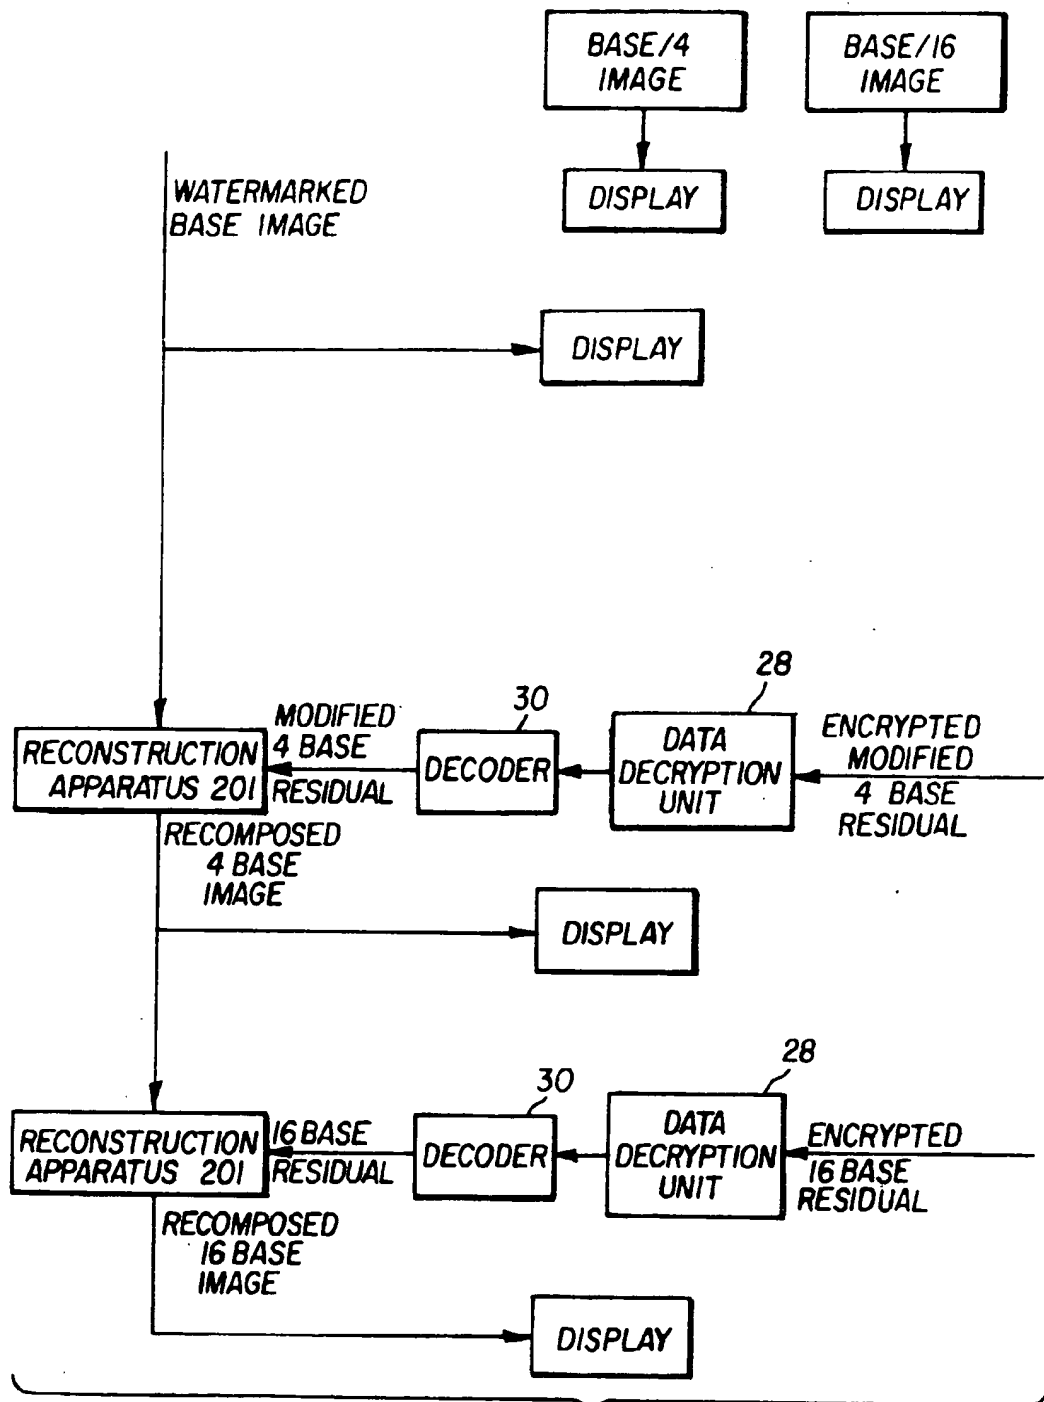 BASE/4
IMAGE
BASE/16
IMAGE
DISPLAY
DISPLAY
WATERMARKED
BASE IMAGE
DISPLAY
28
30
MODIFIED
4 BASE
RESIDUAL
RECONSTRUCTION
APPARATUS 201
DECODER
DATA
DECRYPTION
UNIT
ENCRYPTED
MODIFIED
4 BASE
RESIDUAL
RECOMPOSED
4 BASE
IMAGE
DISPLAY
28
30
RECONSTRUCTION
APPARATUS 201
16 BASE
RESIDUAL
DECODER
DATA
DECRYPTION
UNIT
ENCRYPTED
16 BASE
RESIDUAL
RECOMPOSED
16 BASE
IMAGE
DISPLAY